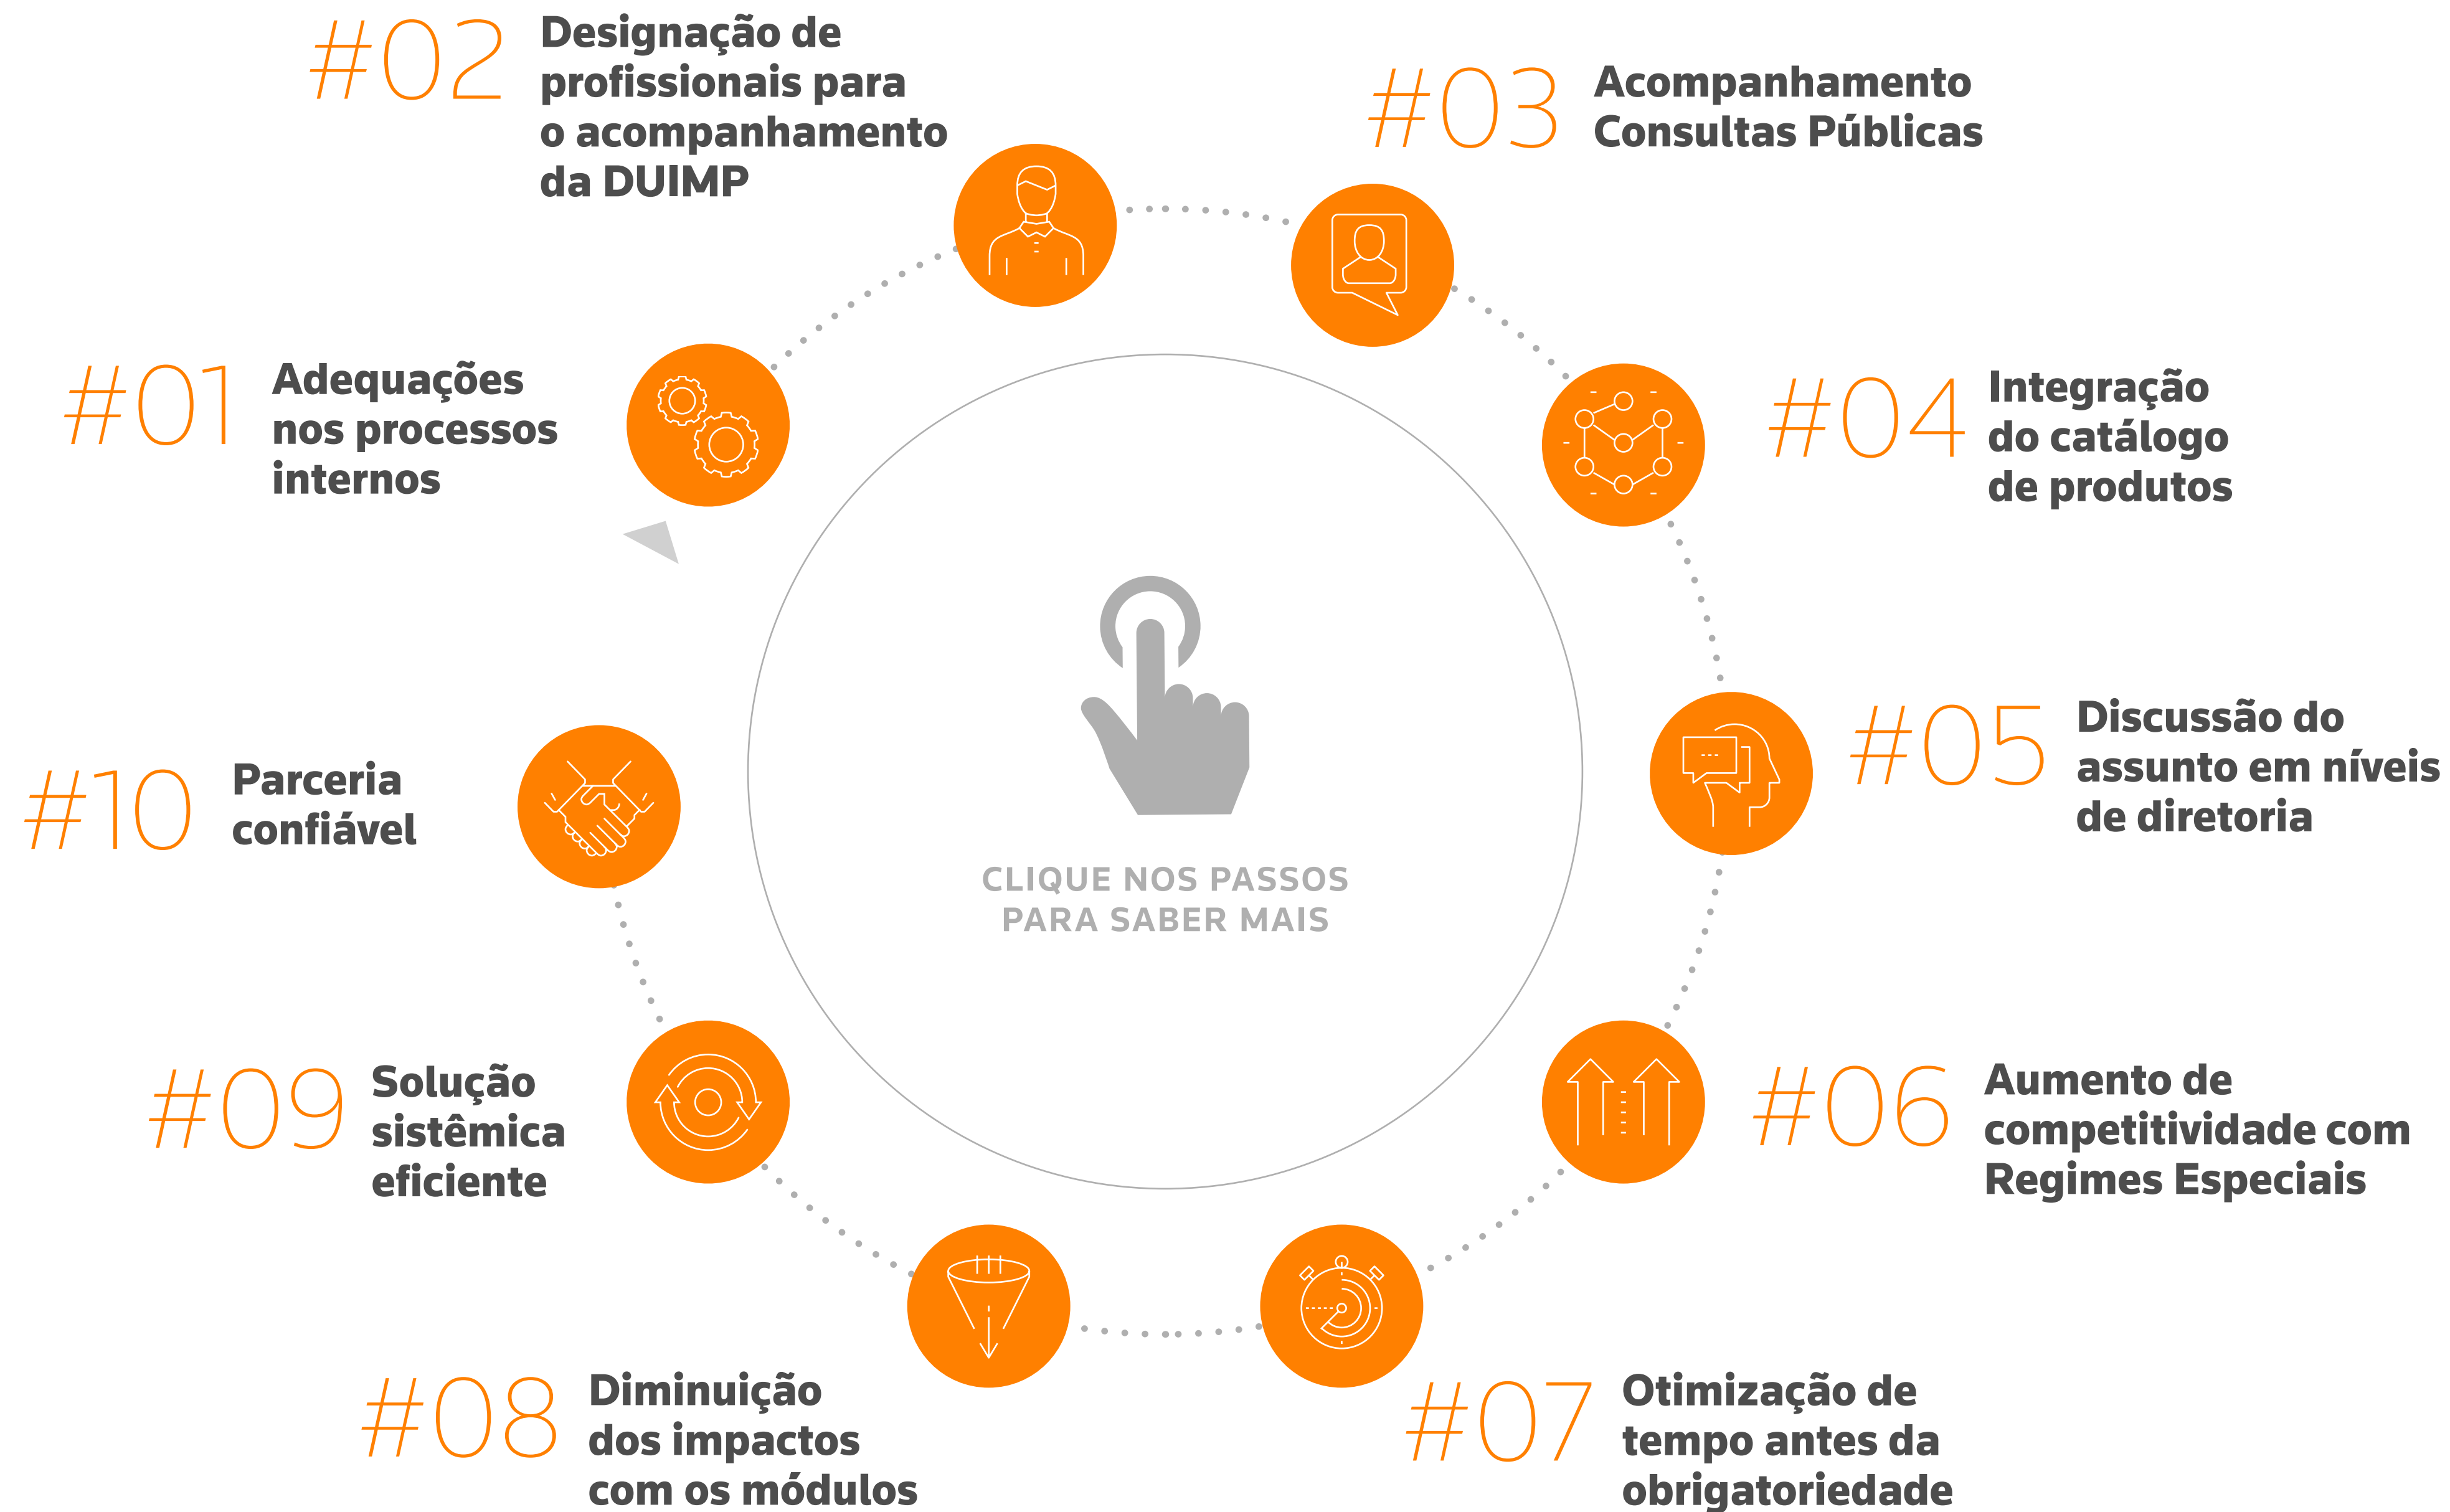 #01
Adequações
nos processos
internos
#02
Designação de
profissionais para
o acompanhamento
da DUIMP
#03
Acompanhamento
Consultas Públicas
#04
Integração
do catálogo
de produtos
#05
Discussão do
assunto em níveis
de diretoria
#06
Aumento de
competitividade com
Regimes Especiais
#07
Otimização de
tempo antes da
obrigatoriedade
#08
Diminuição
dos impactos
com os módulos
#09
Solução
sistêmica
eficiente
#10
Parceria
confiável
CLIQUE NOS PASSOS
PARA SABER MAIS